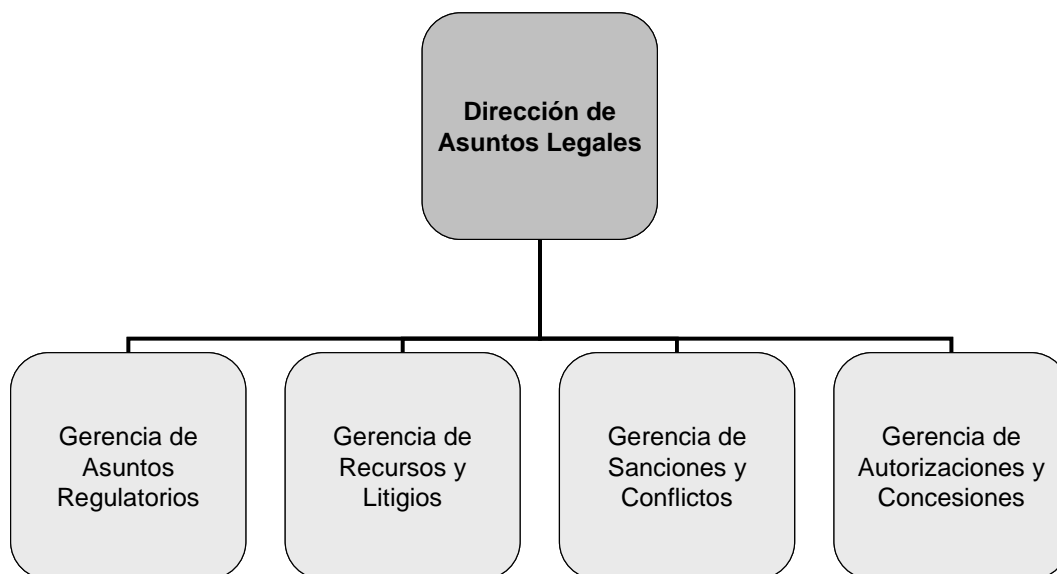 Dirección de
Asuntos Legales
Gerencia de
Asuntos
Regulatorios
Gerencia de
Recursos y
Litigios
Gerencia de
Sanciones y
Conflictos
Gerencia de
Autorizaciones y
Concesiones